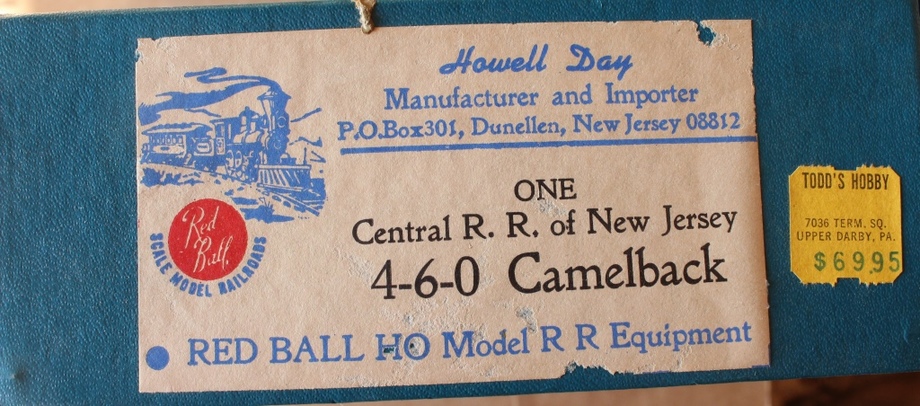 Howell Day
Manufacturer and Importer
P.O.Box301, Dunellen, New Jersey 08812
Red
Ball
SCALE MODEL RAILROADS
ONE
Central R. R. of New Jersey
4-6-0 Camelback
RED BALL HO Model R R Equipment
TODD'S HOBBY
7036 TERM. SQ.
UPPER DARBY, PA.
$69.95